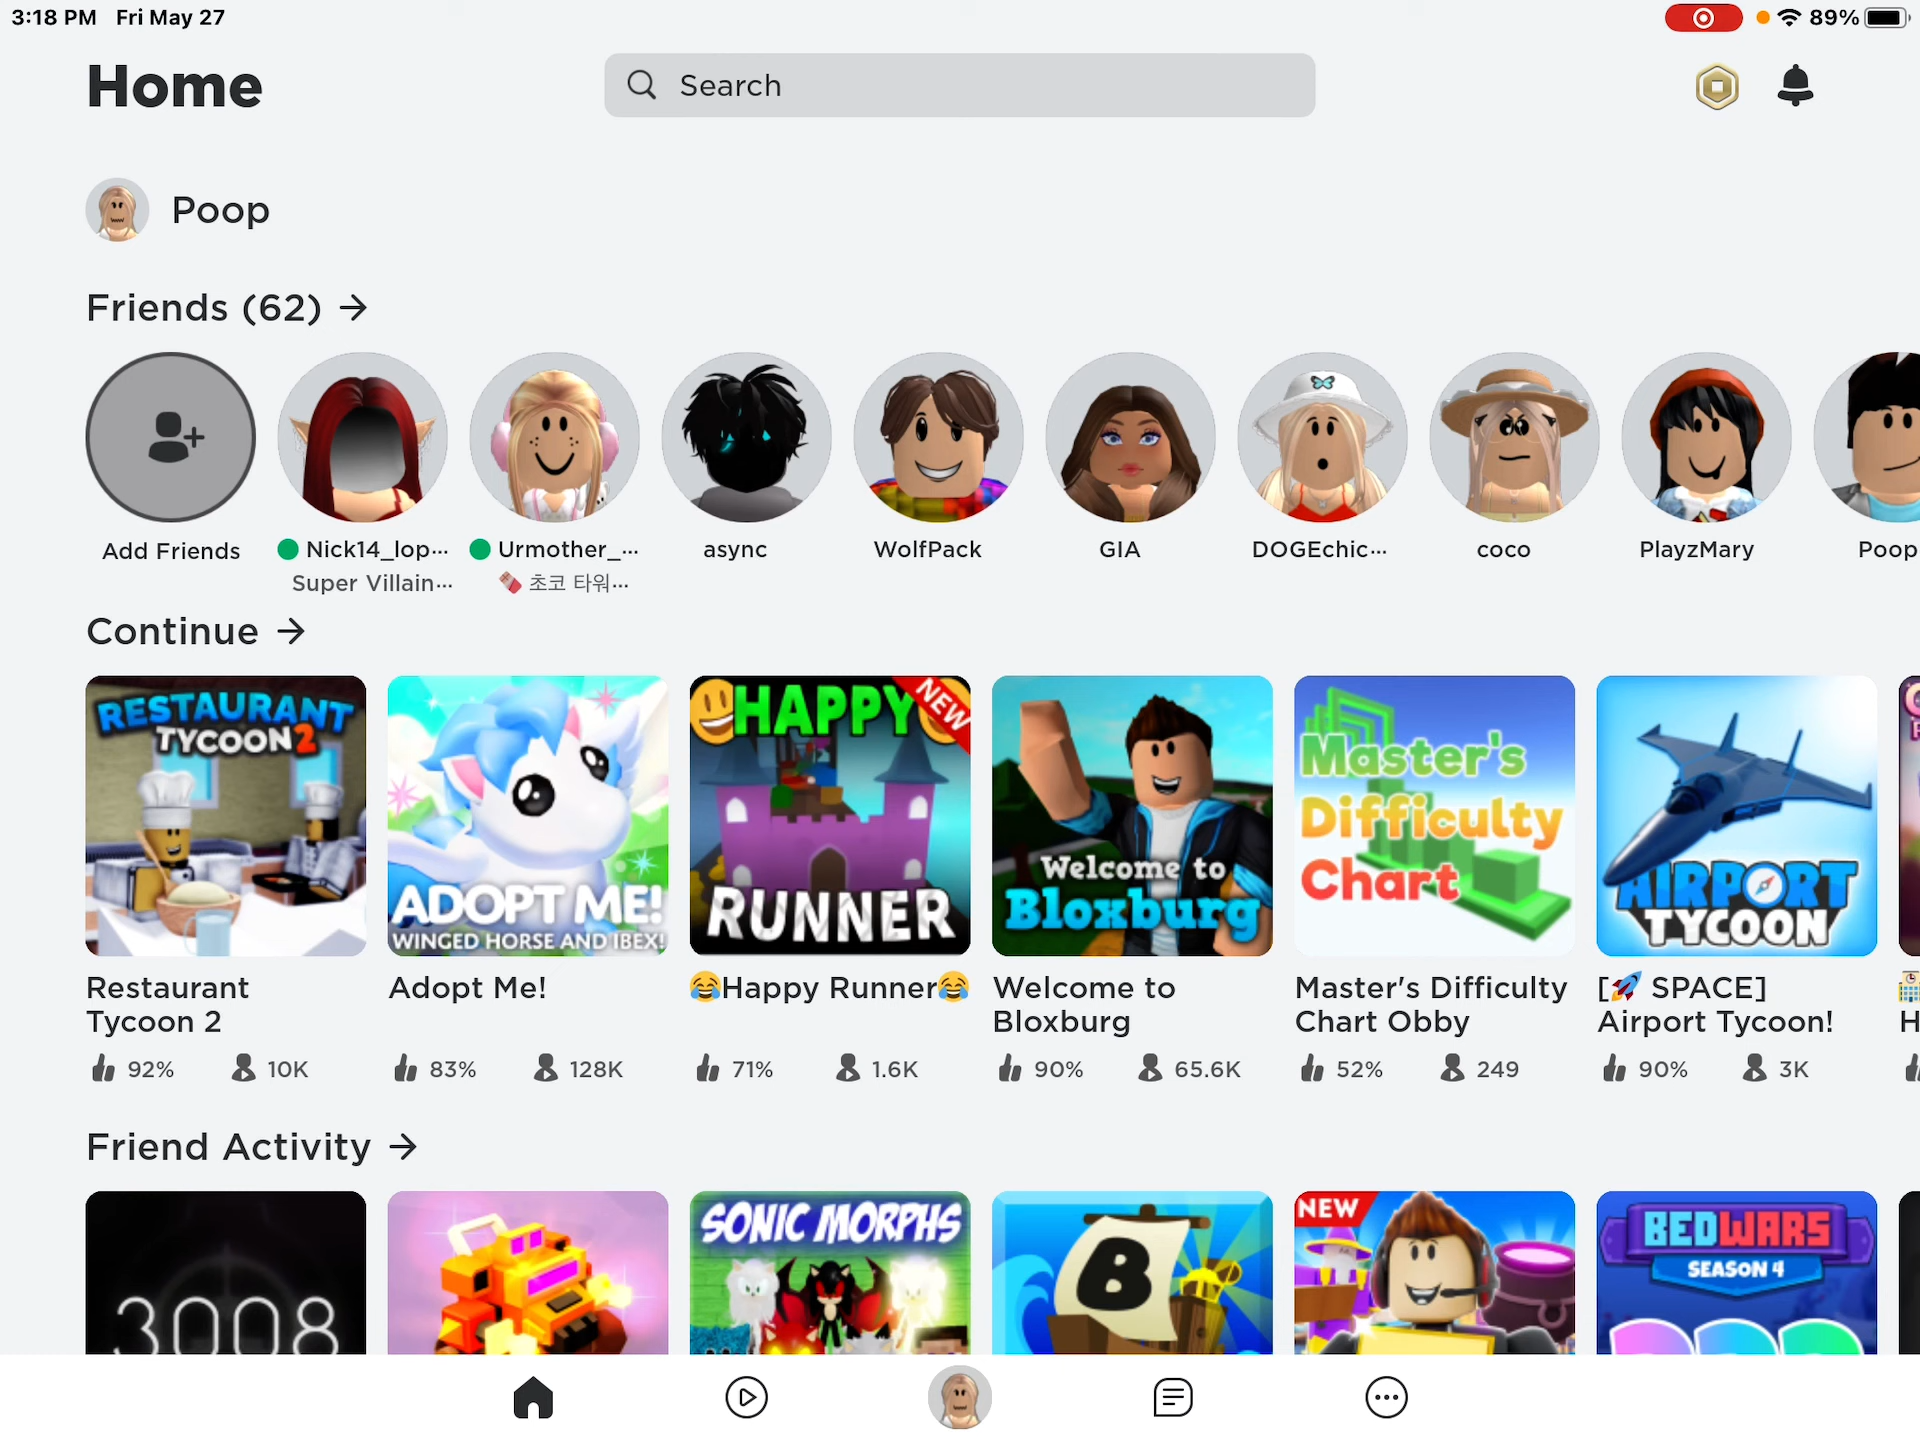 3:18 PM Fri May 27
89%
Home
Search
Poop
Friends (62)
Add Friends
Nick14_lop...
Urmother_...
async
WolfPack
GIA
DOGEchic...
coco
PlayzMary
Poop
Super Villain...
초코 타워...
Continue
RESTAURANT
TYCOON 2
ADOPT ME!
WINGED HORSE AND IBEX!
HAPPY
NEW
RUNNER
Welcome to
Bloxburg
Master's
Difficulty
Chart
AIRPORT
TYCOON
Restaurant
Tycoon 2
Adopt Me!
😂Happy Runner😂
Welcome to
Bloxburg
Master's Difficulty
Chart Obby
[🚀 SPACE]
Airport Tycoon!
H
92% 10K
83% 128K
71% 1.6K
90% 65.6K
52% 249
90% 3K
Friend Activity
3008
SONIC MORPHS
B
NEW
BEDWARS
SEASON 4